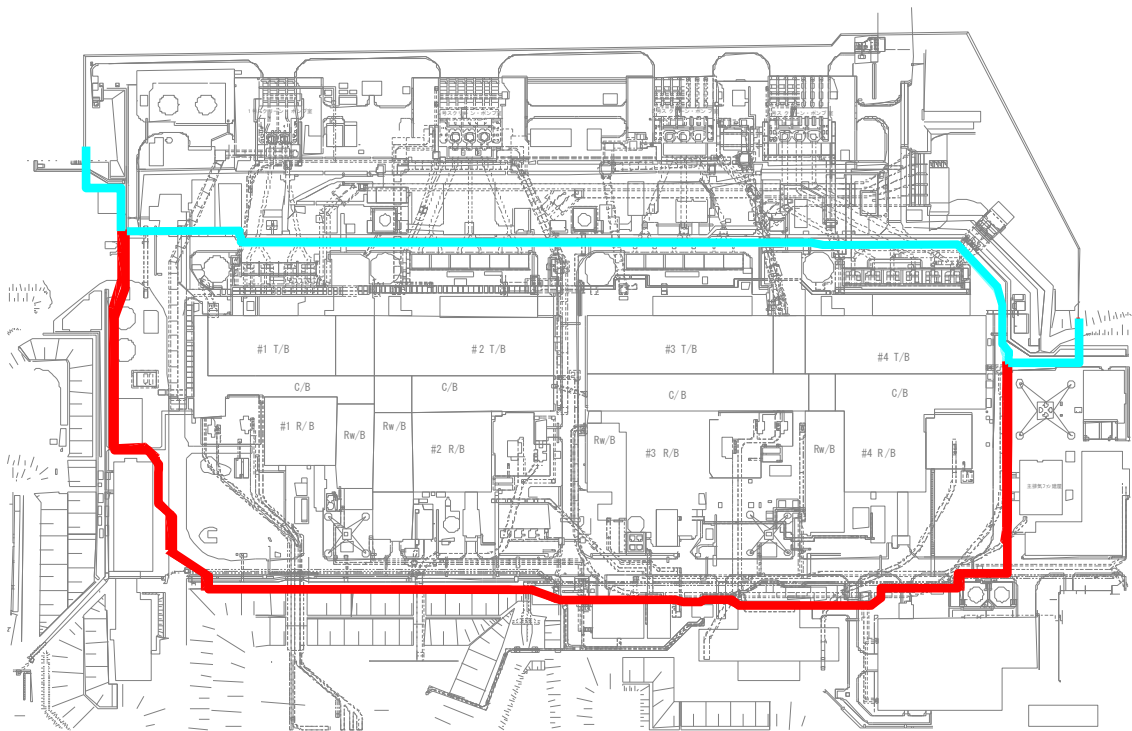 #1 T/B
#2 T/B
#3 T/B
#4 T/B
C/B
C/B
C/B
C/B
#1 R/B
Rw/B
Rw/B
#2 R/B
Rw/B
#3 R/B
Rw/B
#4 R/B